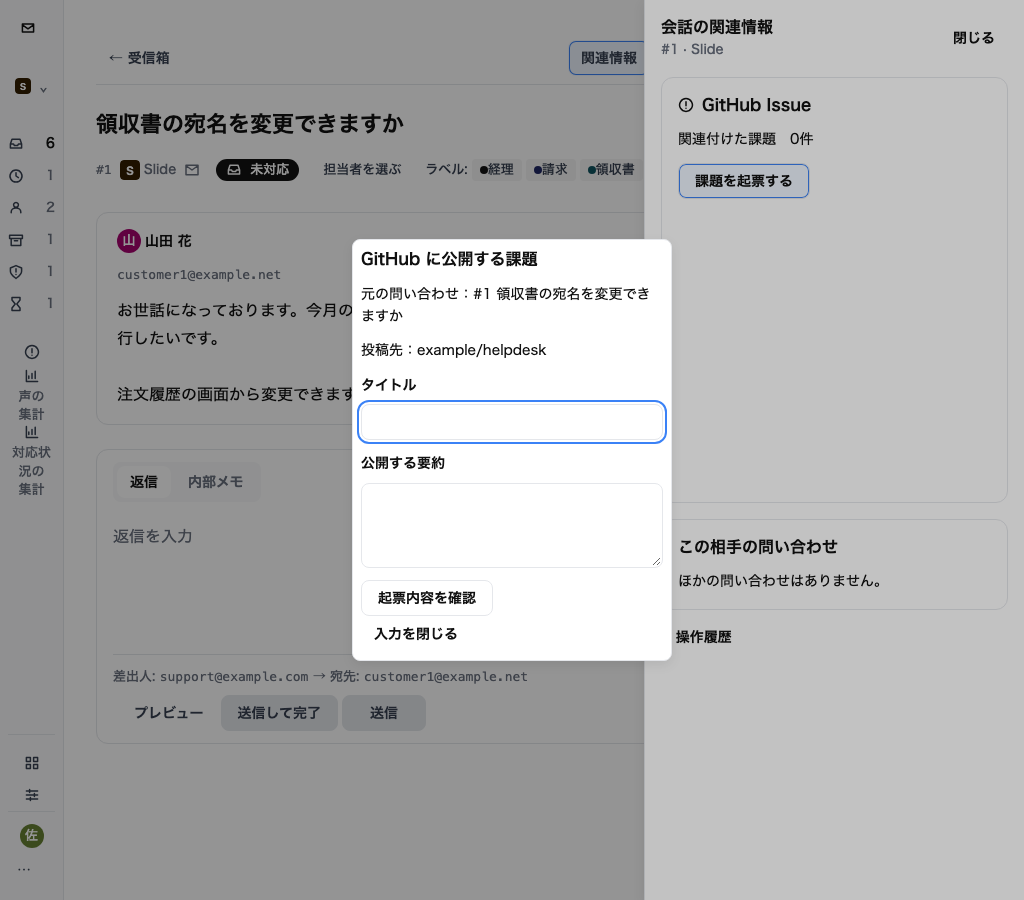 S
6
1
2
1
1
1
声の
集計
対応状
況の
集計
佐
…
← 受信箱
関連情報
領収書の宛名を変更できますか
#1 S Slide 未対応 担当者を選ぶ ラベル: 経理 請求 領収書
山 山田 花
customer1@example.net
お世話になっております。今月の
行したいです。
注文履歴の画面から変更できます
返信 内部メモ
返信を入力
差出人: support@example.com → 宛先: customer1@example.net
プレビュー 送信して完了 送信
GitHub に公開する課題
元の問い合わせ：#1 領収書の宛名を変更でき
ますか
投稿先：example/helpdesk
タイトル
公開する要約
起票内容を確認
入力を閉じる
会話の関連情報
#1 · Slide
閉じる
GitHub Issue
関連付けた課題 0件
課題を起票する
この相手の問い合わせ
ほかの問い合わせはありません。
操作履歴